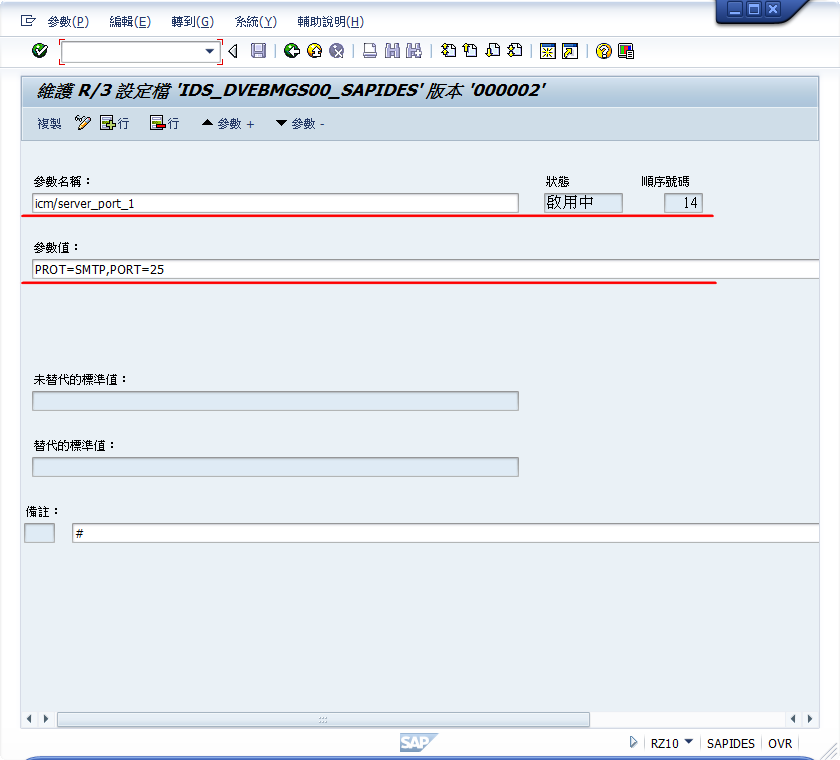 參數(P) 編輯(E) 轉到(G) 系統(Y) 輔助說明(H)
維護 R/3 設定檔 'IDS_DVEBMGS00_SAPIDES' 版本 '000002'
複製 行 行 參數 + 參數 -
參數名稱： 狀態 順序號碼
icm/server_port_1 啟用中 14
參數值：
PROT=SMTP,PORT=25
未替代的標準值：
替代的標準值：
備註：
#
SAP
RZ10 SAPIDES OVR